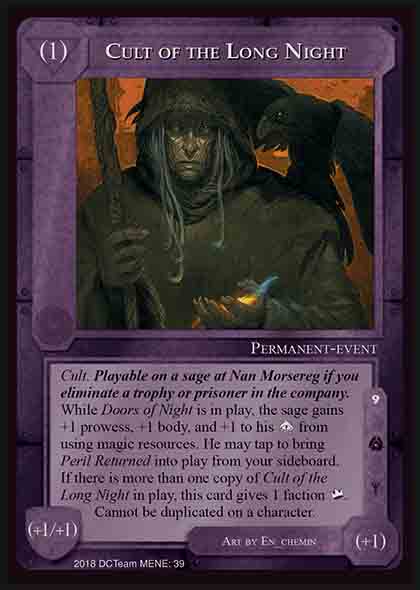 (1)
CULT OF THE LONG NIGHT
PERMANENT-EVENT
Cult. Playable on a sage at Nan Morsereg if you
eliminate a trophy or prisoner in the company.
While Doors of Night is in play, the sage gains
+1 prowess, +1 body, and +1 to his from
using magic resources. He may tap to bring
Peril Returned into play from your sideboard.
If there is more than one copy of Cult of the
Long Night in play, this card gives 1 faction .
Cannot be duplicated on a character.
9
(+1/+1)
ART BY EN_CHEMIN
(+1)
2018 DCTeam MENE: 39